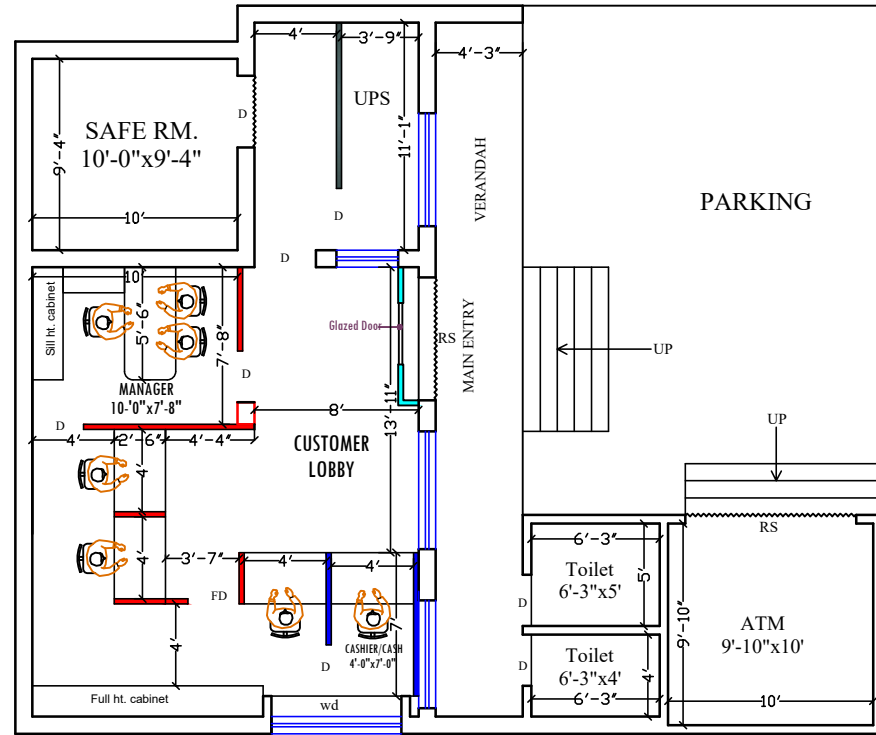 4'
3'-9"
4'-3"
UPS
D
SAFE RM.
10'-0"x9'-4"
9'-4"
11'-1"
VERANDAH
PARKING
10'
D
D
10'
Sill ht. cabinet
5'-6"
7'-8"
Glazed Door
RS
MAIN ENTRY
UP
MANAGER
10-'0"x7'-8"
D
8'
13'-11"
D
4'
2'-6"
4'-4"
CUSTOMER
LOBBY
UP
4'
RS
4'
3'-7"
4'
4'
6'-3"
Toilet
6'-3"x5'
5'
D
FD
7'
ATM
9'-10"x10'
9'-10"
4'
CASHIER/CASH
4'-0"x7'-0"
D
D
Toilet
6'-3"x4'
4'
6'-3"
10'
Full ht. cabinet
wd